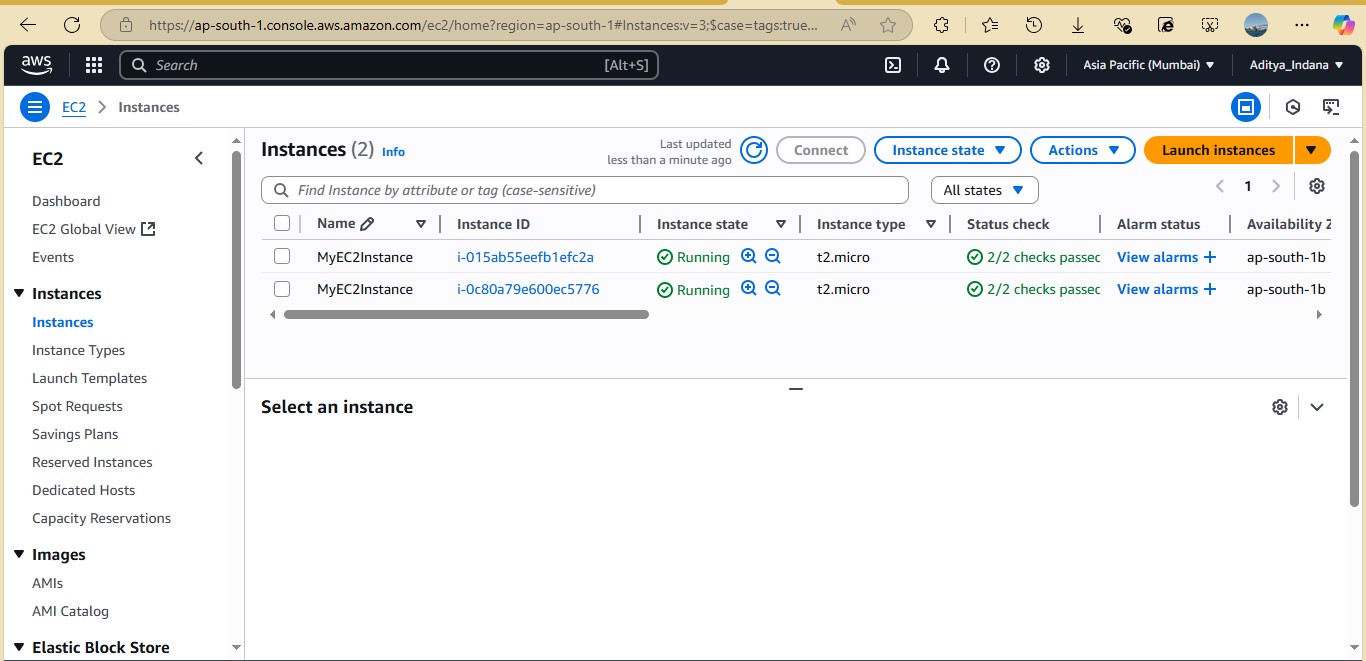 https://ap-south-1.console.aws.amazon.com/ec2/home?region=ap-south-1#Instances:v=3;$case=tags:true...
aws
Search
[Alt+S]
Asia Pacific (Mumbai)
Aditya_Indana
EC2 > Instances
EC2
Dashboard
EC2 Global View
Events
Instances
Instances
Instance Types
Launch Templates
Spot Requests
Savings Plans
Reserved Instances
Dedicated Hosts
Capacity Reservations
Images
AMIs
AMI Catalog
Elastic Block Store
Instances (2) Info
Last updated
less than a minute ago
Connect
Instance state
Actions
Launch instances
Find Instance by attribute or tag (case-sensitive)
All states
1
Name Instance ID Instance state Instance type Status check Alarm status Availability Z
MyEC2Instance i-015ab55eefb1efc2a Running t2.micro 2/2 checks passec View alarms + ap-south-1b
MyEC2Instance i-0c80a79e600ec5776 Running t2.micro 2/2 checks passec View alarms + ap-south-1b
Select an instance